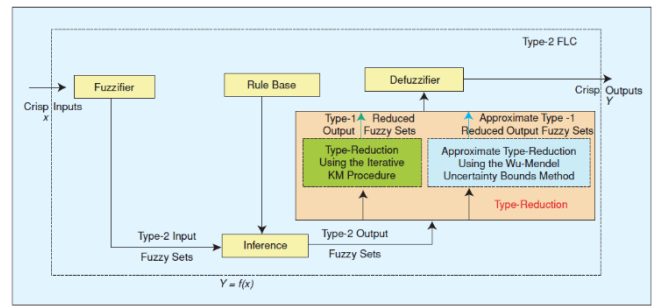 Type-2 FLC
Fuzzifier
Rule Base
Defuzzifier
Crisp Inputs
x
Crisp Outputs
Y
Type-1 Reduced
Output Fuzzy Sets
Approximate Type -1
Reduced Output Fuzzy Sets
Type-Reduction
Using the Iterative
KM Procedure
Approximate Type-Reduction
Using the Wu-Mendel
Uncertainty Bounds Method
Type-Reduction
Type-2 Input
Fuzzy Sets
Inference
Type-2 Output
Fuzzy Sets
Y = f(x)